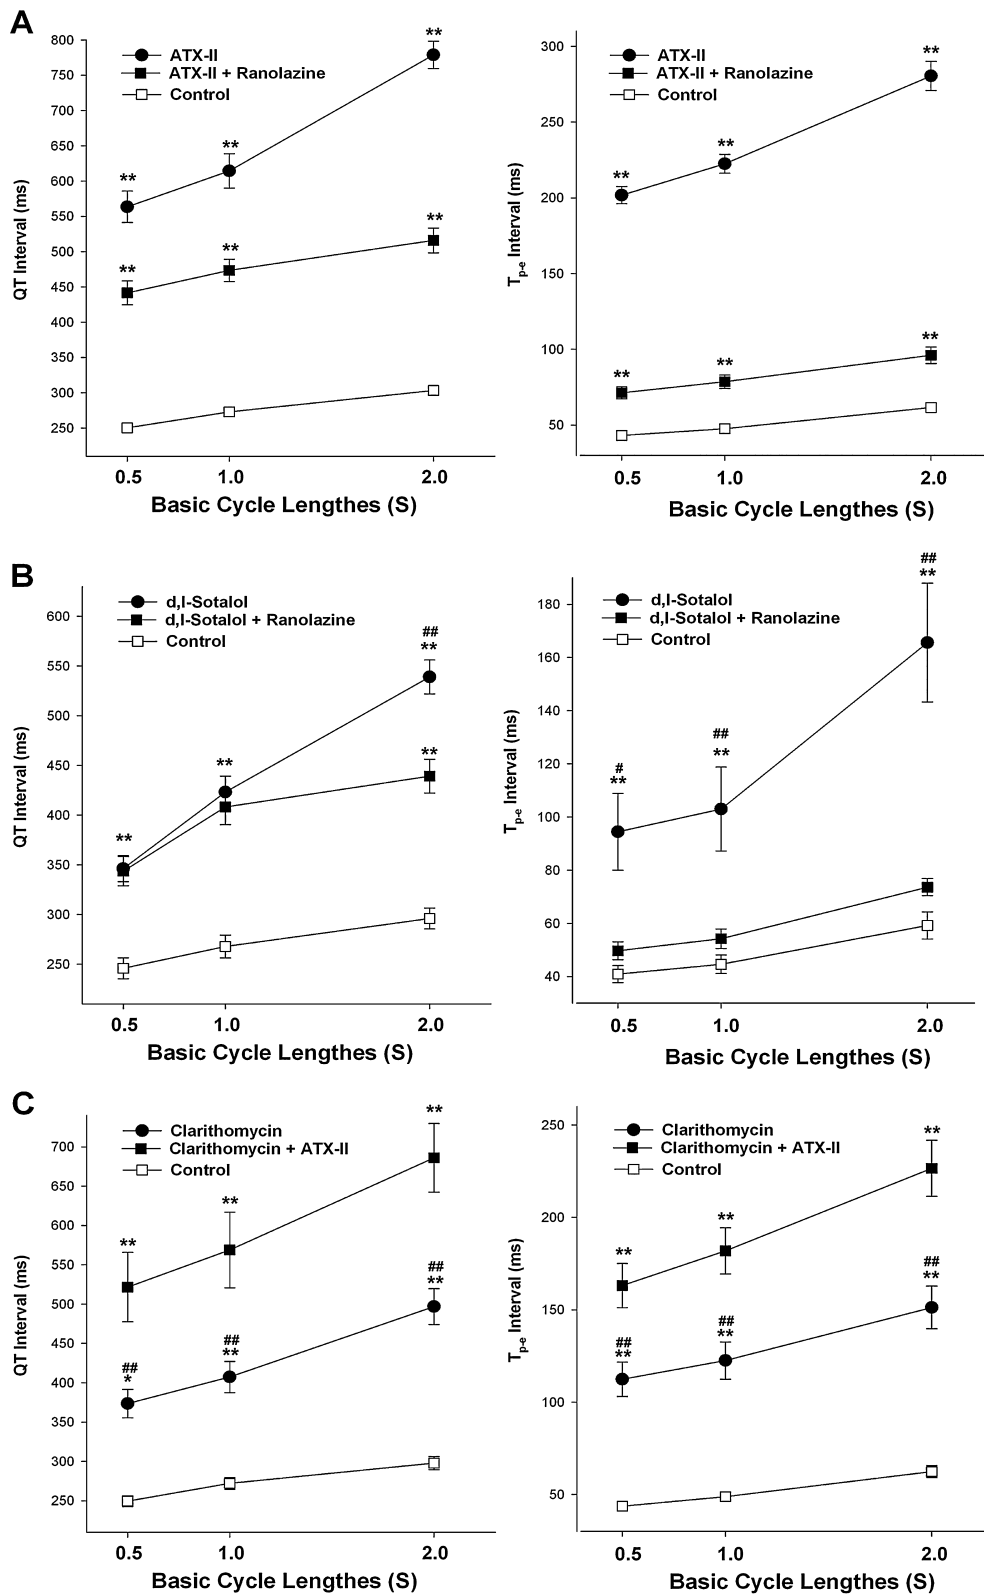 A
ATX-II
ATX-II + Ranolazine
Control
QT Interval (ms)
800
750
700
650
600
550
500
450
400
350
300
250
**
**
**
**
**
**
0.5 1.0 2.0
Basic Cycle Lengthes (S)
ATX-II
ATX-II + Ranolazine
Control
Tp-e Interval (ms)
300
250
200
150
100
50
**
**
**
**
**
**
0.5 1.0 2.0
Basic Cycle Lengthes (S)
B
d,l-Sotalol
d,l-Sotalol + Ranolazine
Control
QT Interval (ms)
600
550
500
450
400
350
300
250
##
**
**
**
**
0.5 1.0 2.0
Basic Cycle Lengthes (S)
d,l-Sotalol
d,l-Sotalol + Ranolazine
Control
Tp-e Interval (ms)
180
160
140
120
100
80
60
40
##
**
##
**
#
**
0.5 1.0 2.0
Basic Cycle Lengthes (S)
C
Clarithomycin
Clarithomycin + ATX-II
Control
QT Interval (ms)
700
650
600
550
500
450
400
350
300
250
**
**
**
##
**
##
**
##
*
0.5 1.0 2.0
Basic Cycle Lengthes (S)
Clarithomycin
Clarithomycin + ATX-II
Control
Tp-e Interval (ms)
250
200
150
100
50
**
**
**
##
**
##
**
##
**
0.5 1.0 2.0
Basic Cycle Lengthes (S)